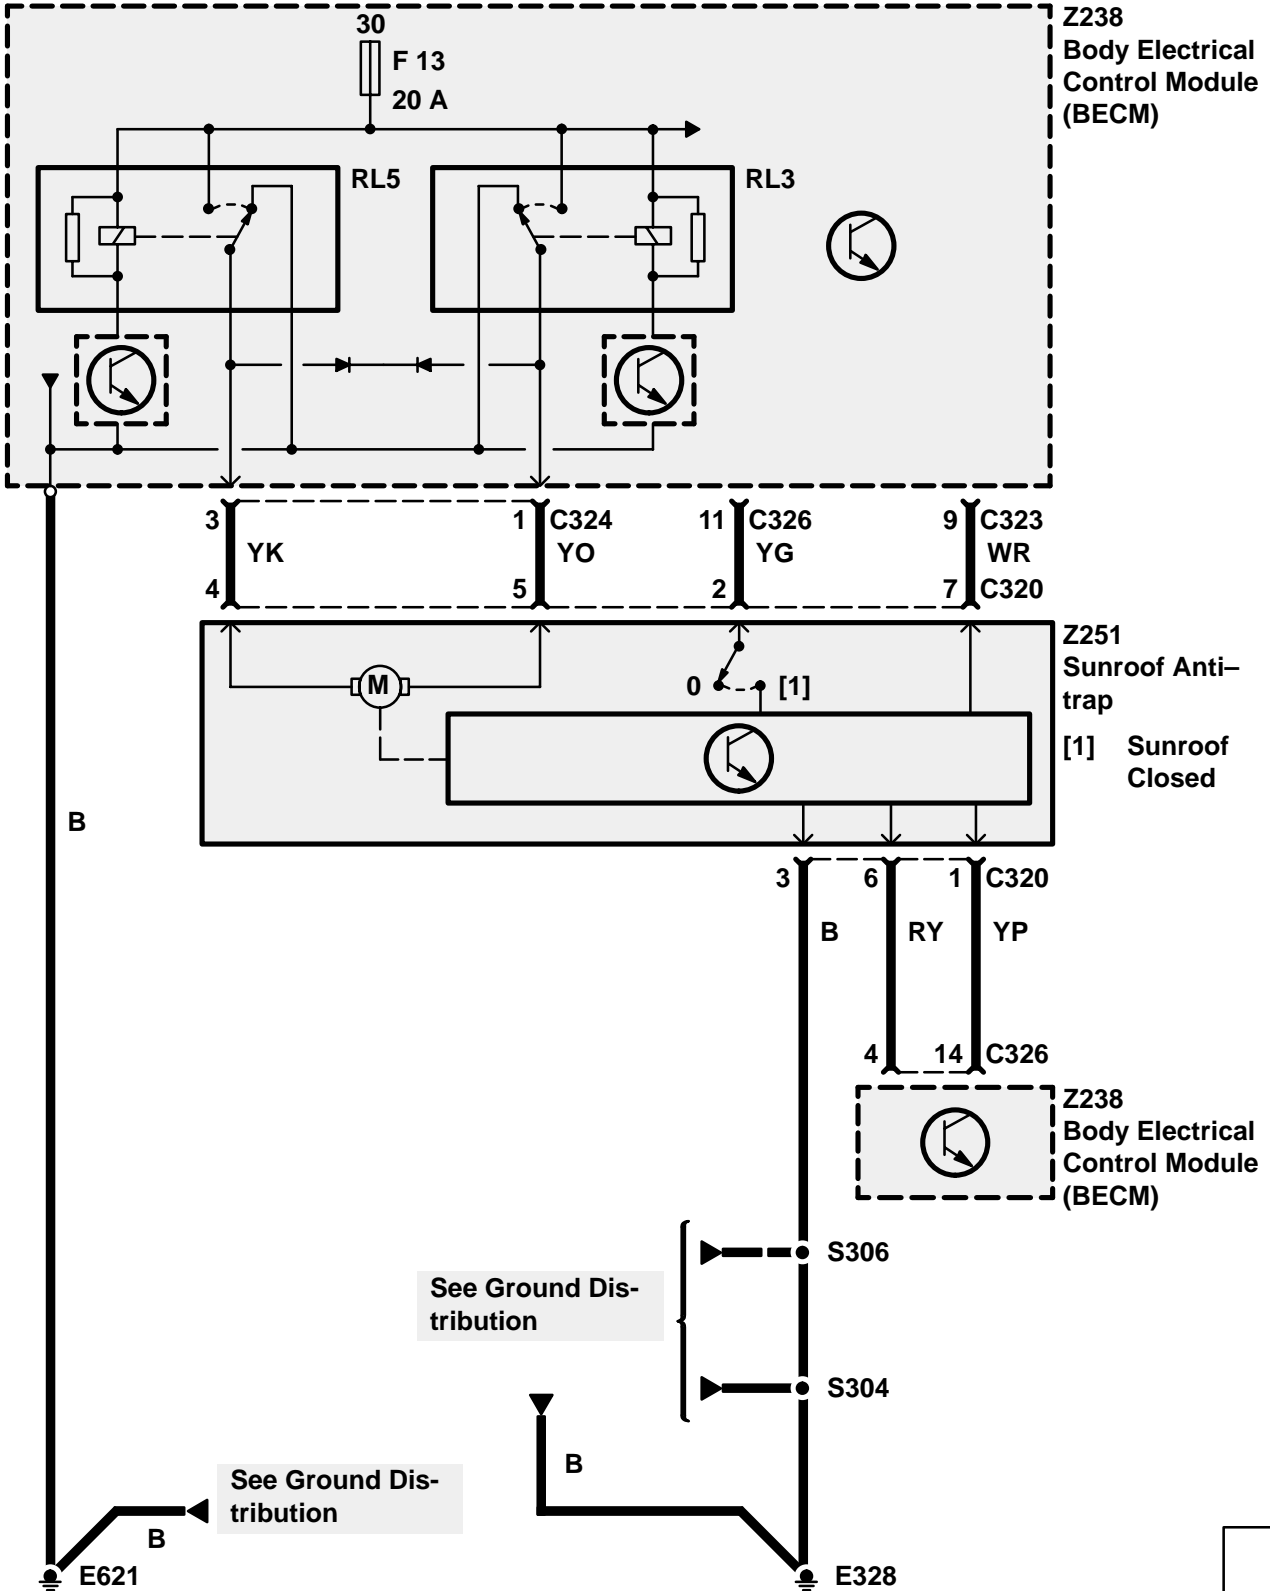 30
F 13
20 A
Z238
Body Electrical
Control Module
(BECM)
RL5
RL3
3
1
C324
11
C326
9
C323
YK
YO
YG
WR
4
5
2
7
C320
Z251
Sunroof Anti–
trap
[1] Sunroof
Closed
M
0
[1]
B
3
6
1
C320
B
RY
YP
4
14
C326
Z238
Body Electrical
Control Module
(BECM)
S306
See Ground Dis-
tribution
S304
B
See Ground Dis-
tribution
B
E621
E328